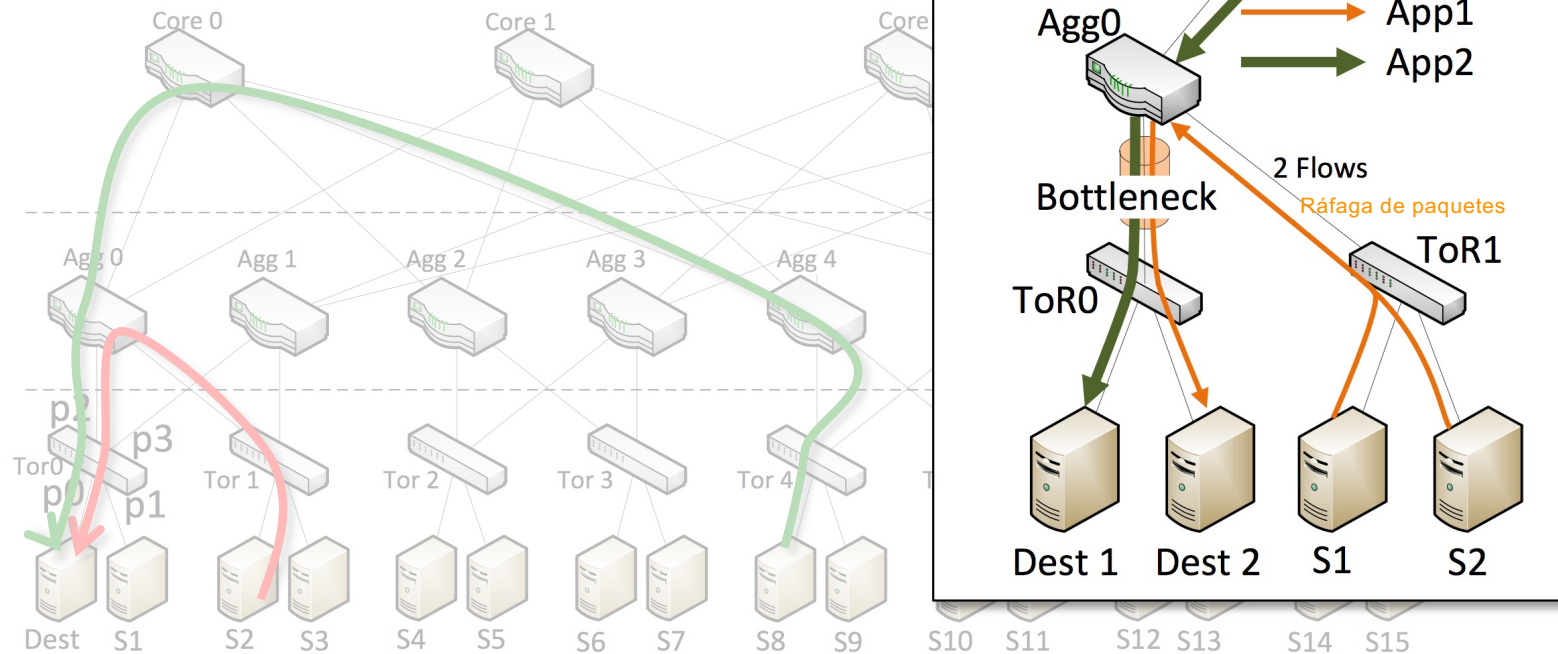 Core 0
Core 1
Core
Agg 0
Agg 1
Agg 2
Agg 3
Agg 4
p2
p3
Tor0
p0
p1
Tor 1
Tor 2
Tor 3
Tor 4
Dest
S1
S2
S3
S4
S5
S6
S7
S8
S9
S10
S11
S12
S13
S14
S15
Agg0
App1
App2
2 Flows
Ráfaga de paquetes
Bottleneck
ToR1
ToR0
Dest 1
Dest 2
S1
S2